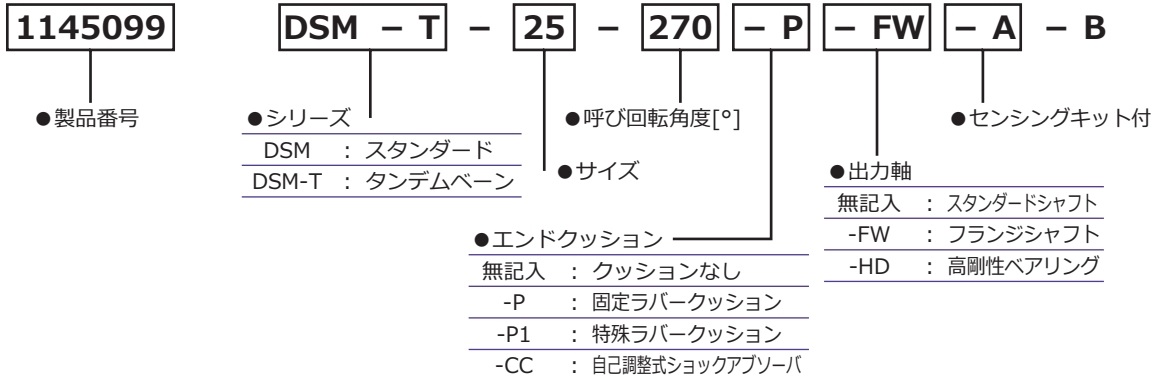 1145099 DSM － T － 25 － 270 － P － FW － A － B
●製品番号
●シリーズ
DSM : スタンダード
DSM-T : タンデムベーン
●サイズ
●呼び回転角度[°]
●センシングキット付
●出力軸
無記入 : スタンダードシャフト
-FW : フランジシャフト
-HD : 高剛性ベアリング
●エンドクッション
無記入 : クッションなし
-P : 固定ラバークッション
-P1 : 特殊ラバークッション
-CC : 自己調整式ショックアブソーバ